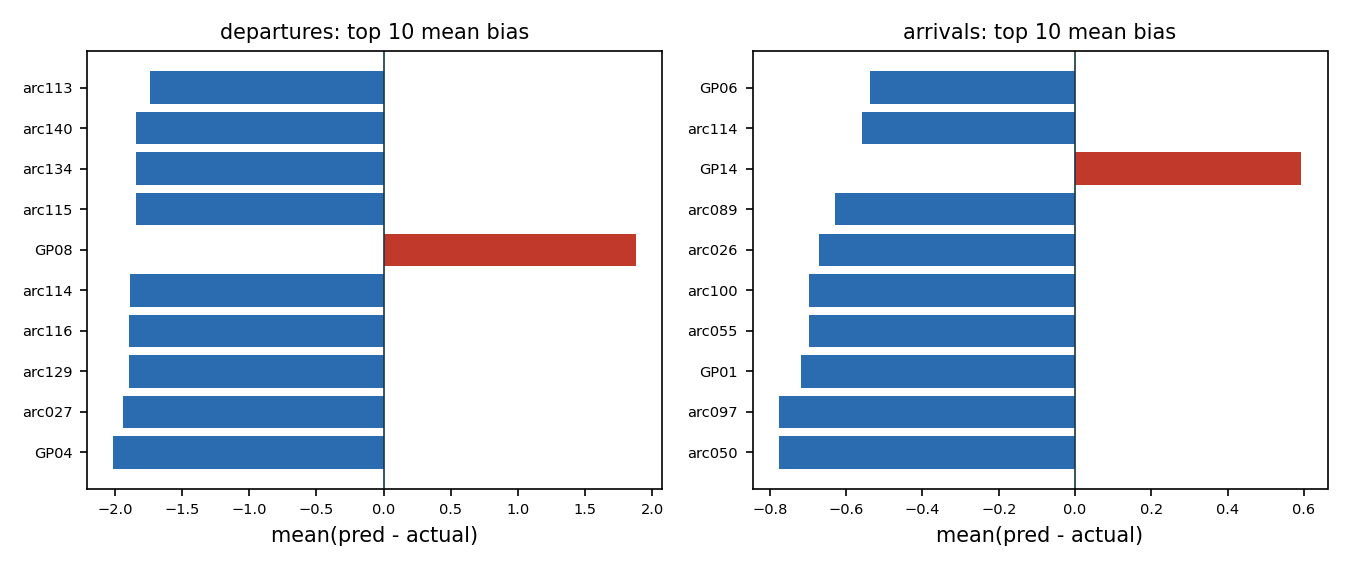 departures: top 10 mean bias
arc113
arc140
arc134
arc115
GP08
arc114
arc116
arc129
arc027
GP04
−2.0 −1.5 −1.0 −0.5 0.0 0.5 1.0 1.5 2.0
mean(pred - actual)
arrivals: top 10 mean bias
GP06
arc114
GP14
arc089
arc026
arc100
arc055
GP01
arc097
arc050
−0.8 −0.6 −0.4 −0.2 0.0 0.2 0.4 0.6
mean(pred - actual)